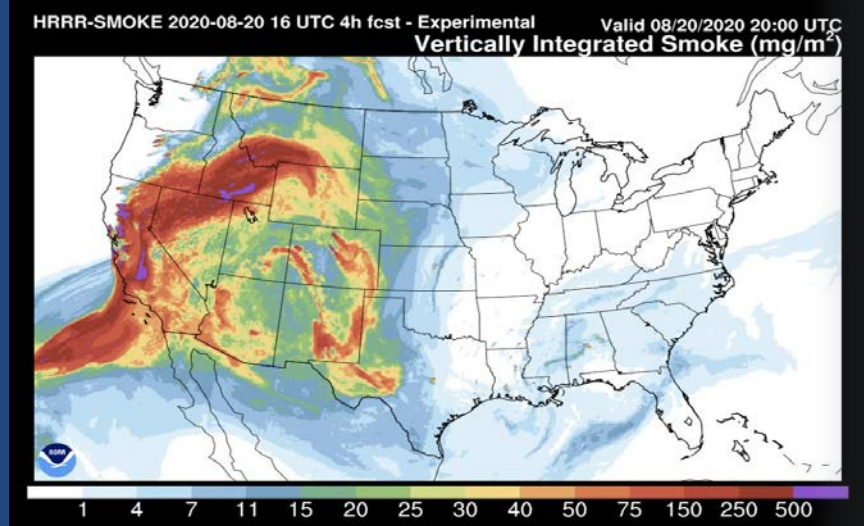 HRRR-SMOKE 2020-08-20 16 UTC 4h fcst - Experimental
Valid 08/20/2020 20:00 UTC
Vertically Integrated Smoke (mg/m²)
1 4 7 11 15 20 25 30 40 50 75 150 250 500